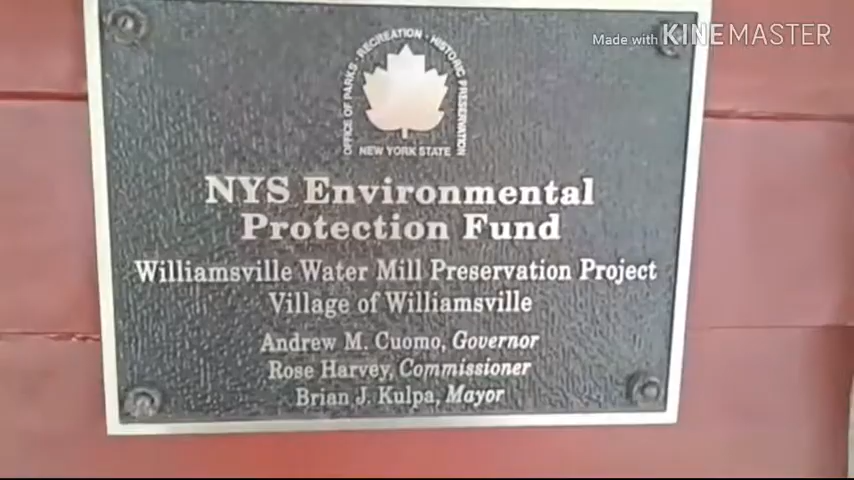 Made with KINEMASTER
OFFICE OF PARKS · RECREATION · HISTORIC PRESERVATION
NEW YORK STATE
NYS Environmental
Protection Fund
Williamsville Water Mill Preservation Project
Village of Williamsville
Andrew M. Cuomo, Governor
Rose Harvey, Commissioner
Brian J. Kulpa, Mayor